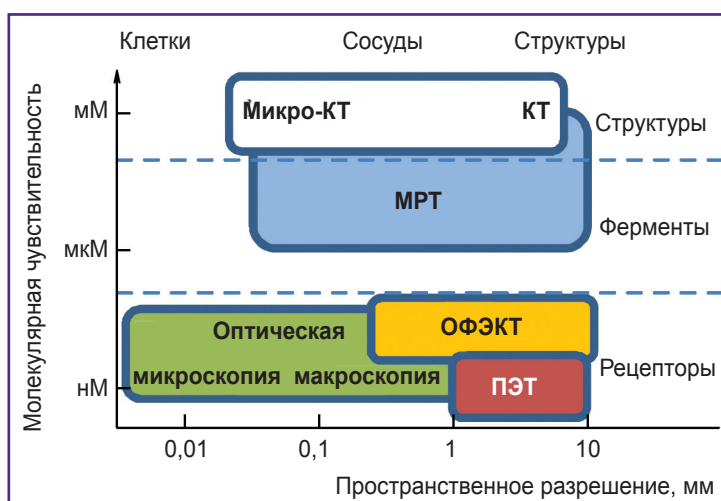 Клетки Сосуды Структуры
Молекулярная чувствительность
мМ
Микро-КТ КТ
Структуры
МРТ
Ферменты
мкМ
Оптическая
ОФЭКТ
микроскопия макроскопия
ПЭТ
Рецепторы
нМ
0,01 0,1 1 10
Пространственное разрешение, мм